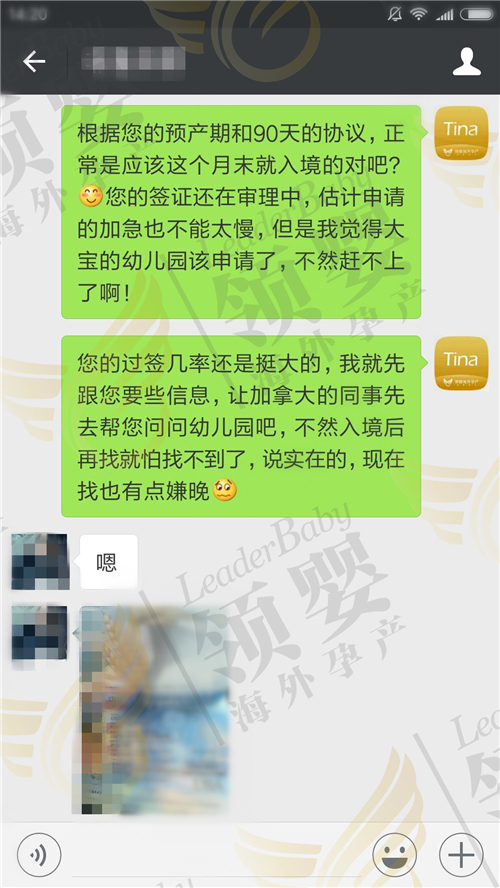 14:20
根据您的预产期和90天的协议，正
常是应该这个月末就入境的对吧？
😊您的签证还在审理中，估计申请
的加急也不能太慢，但是我觉得大
宝的幼儿园该申请了，不然赶不上
了啊！
Tina
您的过签几率还是挺大的，我就先
跟您要些信息，让加拿大的同事先
去帮您问问幼儿园吧，不然入境后
再找就怕找不到了，说实在的，现在
找也有点嫌晚😟
Tina
嗯
LeaderBaby
领婴
海外孕产